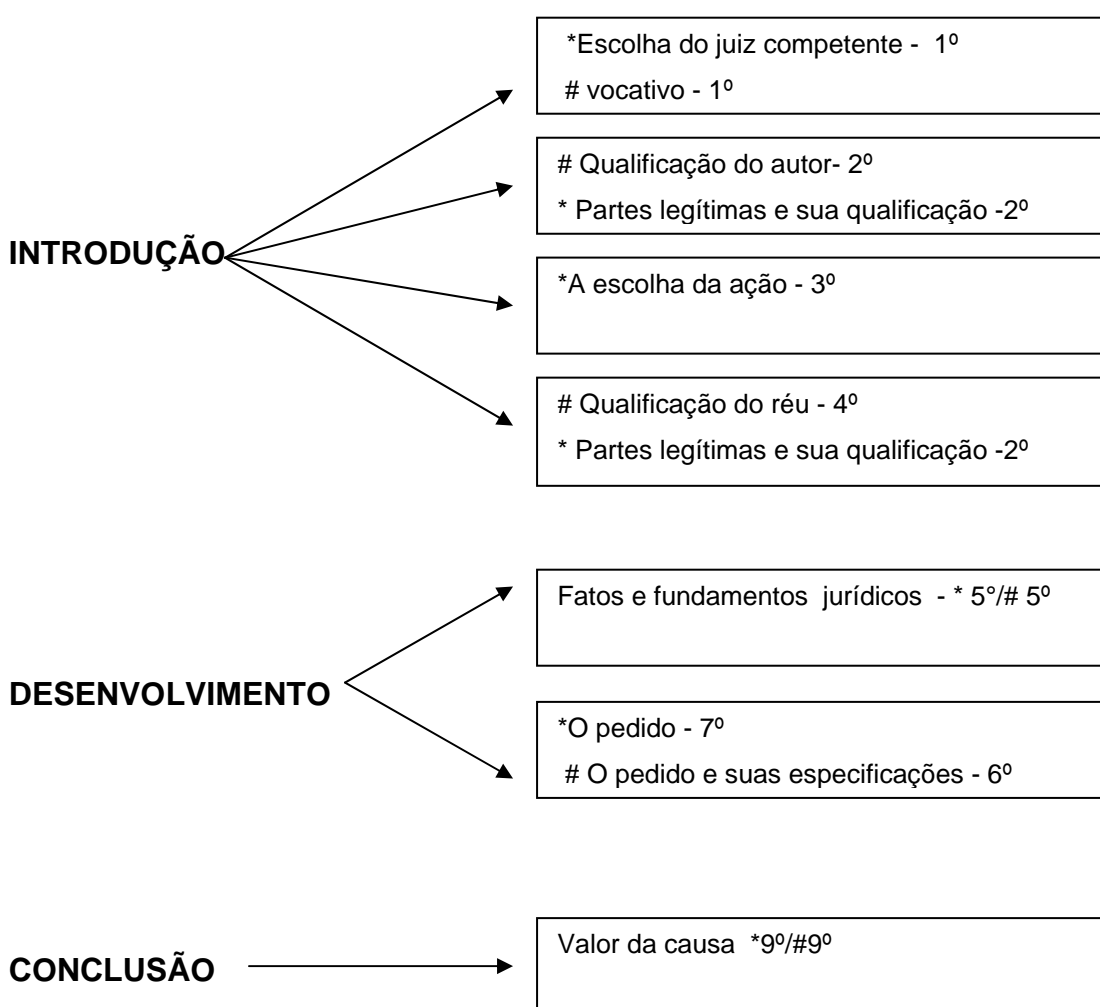 *Escolha do juiz competente - 1º
# vocativo - 1º
# Qualificação do autor- 2º
* Partes legítimas e sua qualificação -2º
INTRODUÇÃO
*A escolha da ação - 3º
# Qualificação do réu - 4º
* Partes legítimas e sua qualificação -2º
Fatos e fundamentos jurídicos - * 5°/# 5º
DESENVOLVIMENTO
*O pedido - 7º
# O pedido e suas especificações - 6º
Valor da causa *9º/#9º
CONCLUSÃO